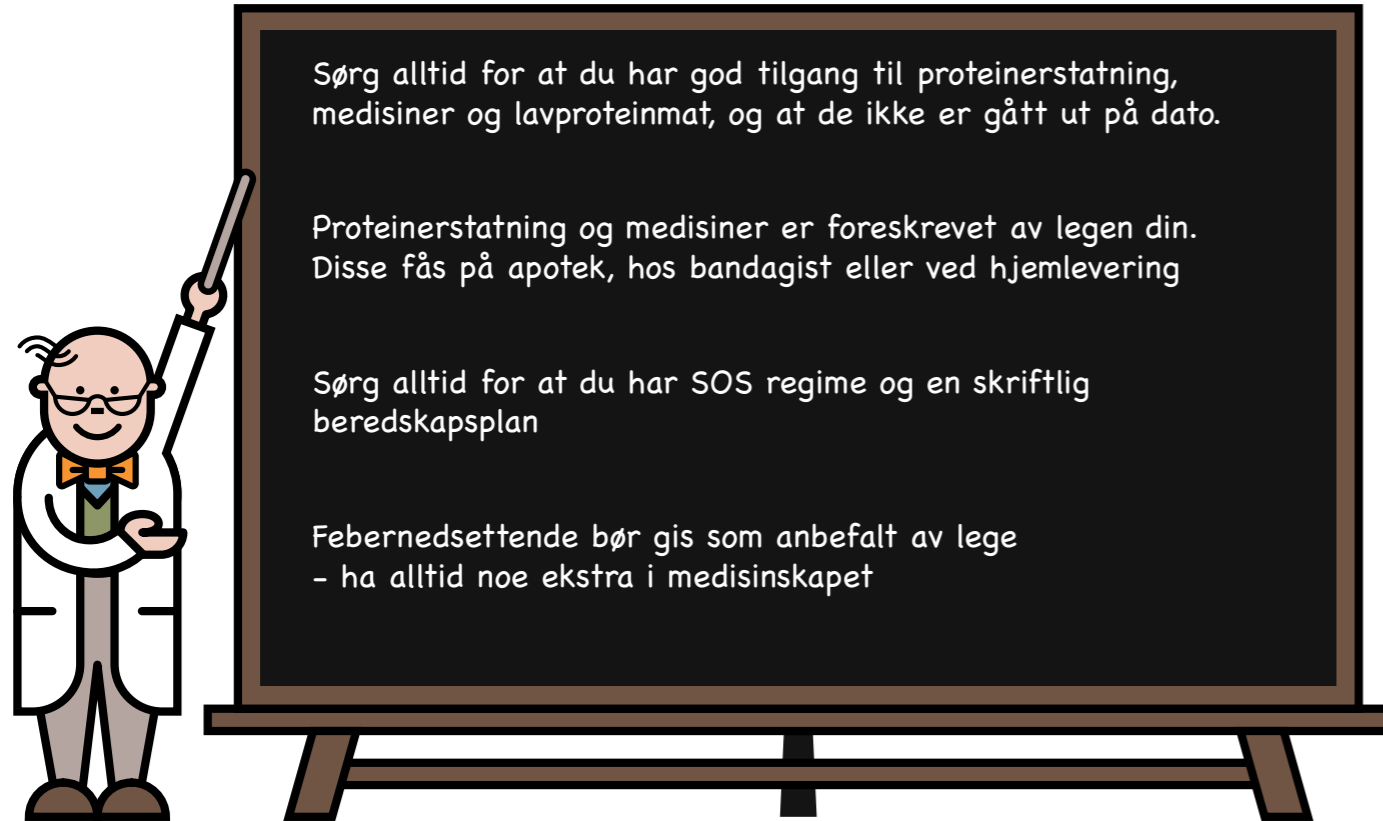 Sørg alltid for at du har god tilgang til proteinerstatning,
medisiner og lavproteinmat, og at de ikke er gått ut på dato.
Proteinerstatning og medisiner er foreskrevet av legen din.
Disse fås på apotek, hos bandagist eller ved hjemlevering
Sørg alltid for at du har SOS regime og en skriftlig
beredskapsplan
Febernedsettende bør gis som anbefalt av lege
– ha alltid noe ekstra i medisinskapet